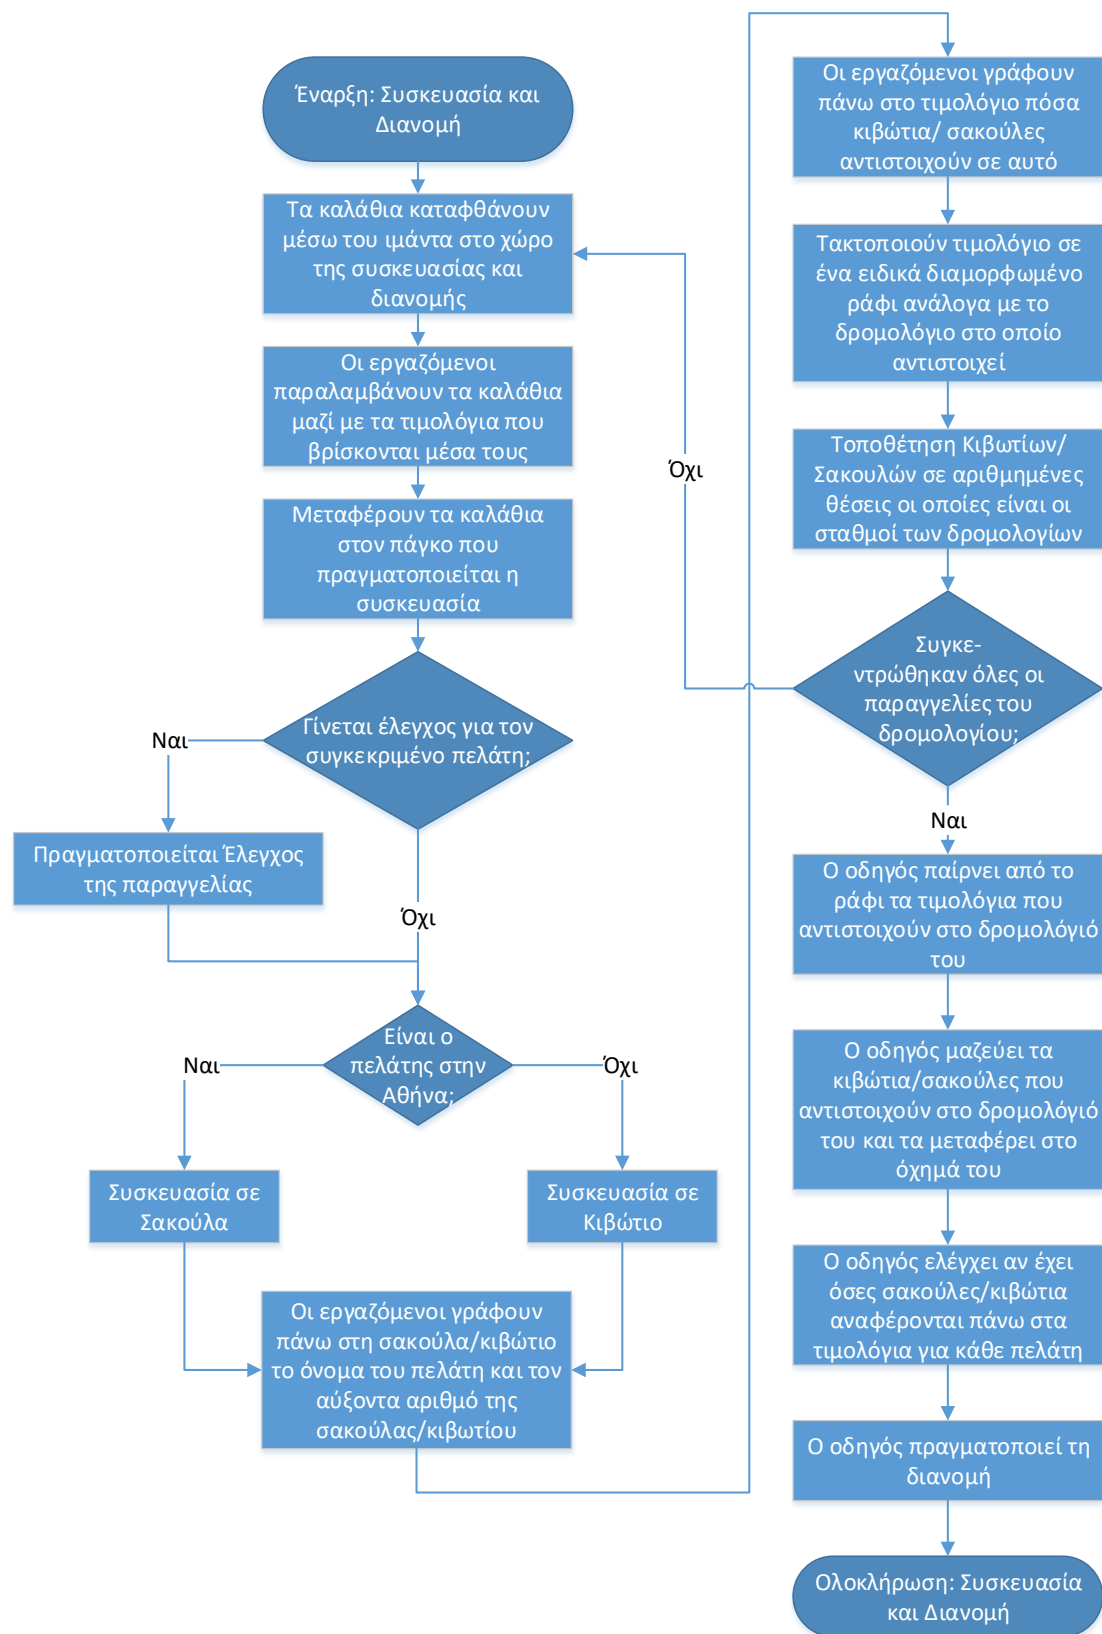 Έναρξη: Συσκευασία και
Διανομή
Τα καλάθια καταφθάνουν
μέσω του ιμάντα στο χώρο
της συσκευασίας και
διανομής
Οι εργαζόμενοι
παραλαμβάνουν τα καλάθια
μαζί με τα τιμολόγια που
βρίσκονται μέσα τους
Μεταφέρουν τα καλάθια
στον πάγκο που
πραγματοποιείται η
συσκευασία
Γίνεται έλεγχος για τον
συγκεκριμένο πελάτη;
Ναι
Πραγματοποιείται Έλεγχος
της παραγγελίας
Όχι
Είναι ο
πελάτης στην
Αθήνα;
Ναι
Όχι
Συσκευασία σε
Σακούλα
Συσκευασία σε
Κιβώτιο
Οι εργαζόμενοι γράφουν
πάνω στη σακούλα/κιβώτιο
το όνομα του πελάτη και τον
αύξοντα αριθμό της
σακούλας/κιβωτίου
Οι εργαζόμενοι γράφουν
πάνω στο τιμολόγιο πόσα
κιβώτια/ σακούλες
αντιστοιχούν σε αυτό
Τακτοποιούν τιμολόγιο σε
ένα ειδικά διαμορφωμένο
ράφι ανάλογα με το
δρομολόγιο στο οποίο
αντιστοιχεί
Τοποθέτηση Κιβωτίων/
Σακουλών σε αριθμημένες
θέσεις οι οποίες είναι οι
σταθμοί των δρομολογίων
Συγκε-
ντρώθηκαν όλες οι
παραγγελίες του
δρομολογίου;
Όχι
Ναι
Ο οδηγός παίρνει από το
ράφι τα τιμολόγια που
αντιστοιχούν στο δρομολόγιό
του
Ο οδηγός μαζεύει τα
κιβώτια/σακούλες που
αντιστοιχούν στο δρομολόγιό
του και τα μεταφέρει στο
όχημά του
Ο οδηγός ελέγχει αν έχει
όσες σακούλες/κιβώτια
αναφέρονται πάνω στα
τιμολόγια για κάθε πελάτη
Ο οδηγός πραγματοποιεί τη
διανομή
Ολοκλήρωση: Συσκευασία
και Διανομή